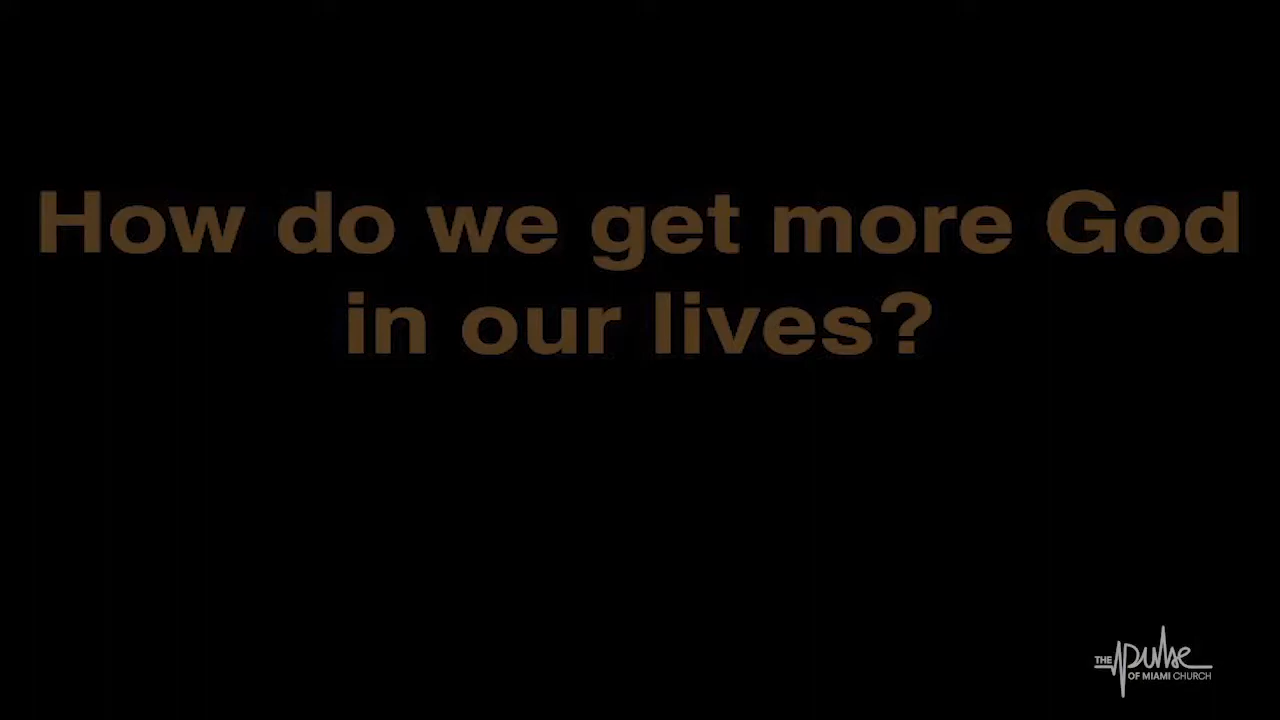 How do we get more God
in our lives?
THE pulse
OF MIAMI CHURCH